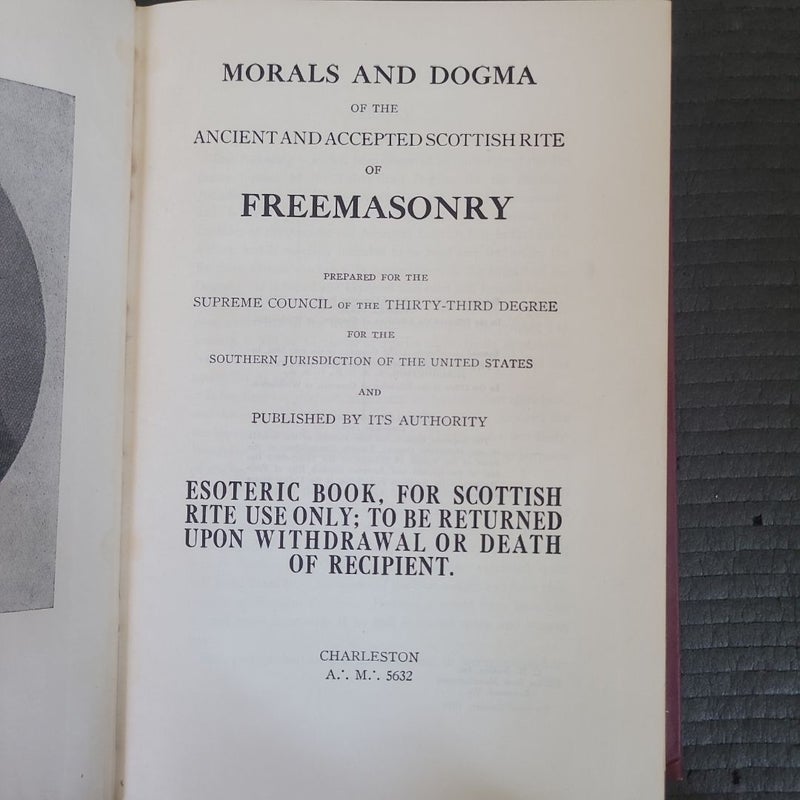 MORALS AND DOGMA
OF THE
ANCIENT AND ACCEPTED SCOTTISH RITE
OF
FREEMASONRY
PREPARED FOR THE
SUPREME COUNCIL OF THE THIRTY-THIRD DEGREE
FOR THE
SOUTHERN JURISDICTION OF THE UNITED STATES
AND
PUBLISHED BY ITS AUTHORITY
ESOTERIC BOOK, FOR SCOTTISH
RITE USE ONLY; TO BE RETURNED
UPON WITHDRAWAL OR DEATH
OF RECIPIENT.
CHARLESTON
A∴ M∴ 5632